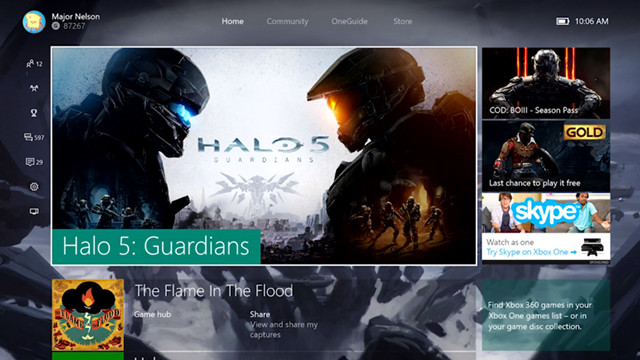 Major Nelson
87267
Home
Community
OneGuide
Store
10:06 AM
12
597
29
HALO 5
GUARDIANS
Halo 5: Guardians
COD: BOIII - Season Pass
GOLD
Last chance to play it free
skype
Watch as one
Try Skype on Xbox One
The Flame In The Flood
Game hub
Share
View and share my
captures
FLAME
FLOOD
Find Xbox 360 games in your
Xbox One games list – or in
your game disc collection.